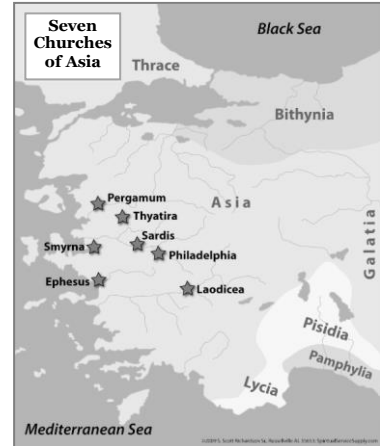 Seven
Churches
of Asia
Black Sea
Thrace
Bithynia
Asia
Galatia
Pergamum
Thyatira
Sardis
Smyrna
Philadelphia
Ephesus
Laodicea
Pisidia
Pamphylia
Lycia
Mediterranean Sea